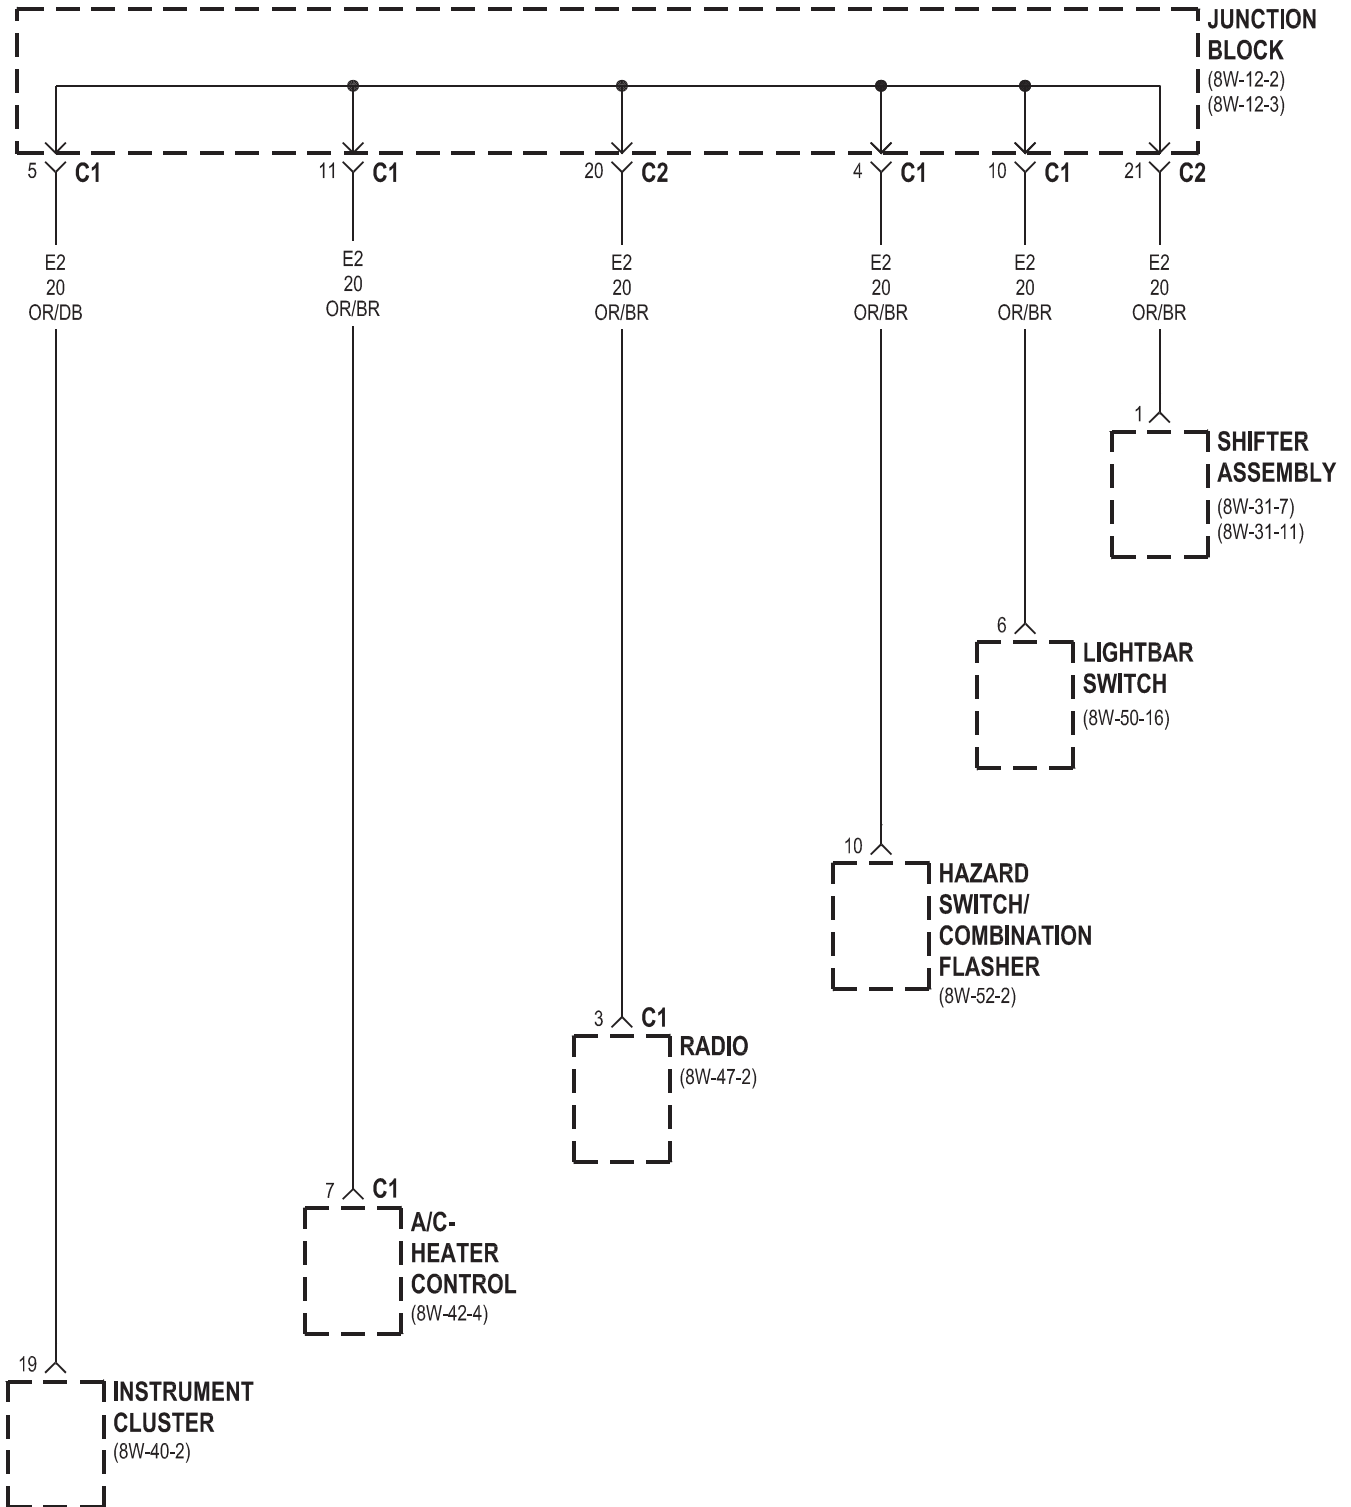 JUNCTION
BLOCK
(8W-12-2)
(8W-12-3)
5 C1
11 C1
20 C2
4 C1
10 C1
21 C2
E2
20
OR/DB
E2
20
OR/BR
E2
20
OR/BR
E2
20
OR/BR
E2
20
OR/BR
E2
20
OR/BR
1
SHIFTER
ASSEMBLY
(8W-31-7)
(8W-31-11)
6
LIGHTBAR
SWITCH
(8W-50-16)
10
HAZARD
SWITCH/
COMBINATION
FLASHER
(8W-52-2)
3 C1
RADIO
(8W-47-2)
7 C1
A/C-
HEATER
CONTROL
(8W-42-4)
19
INSTRUMENT
CLUSTER
(8W-40-2)